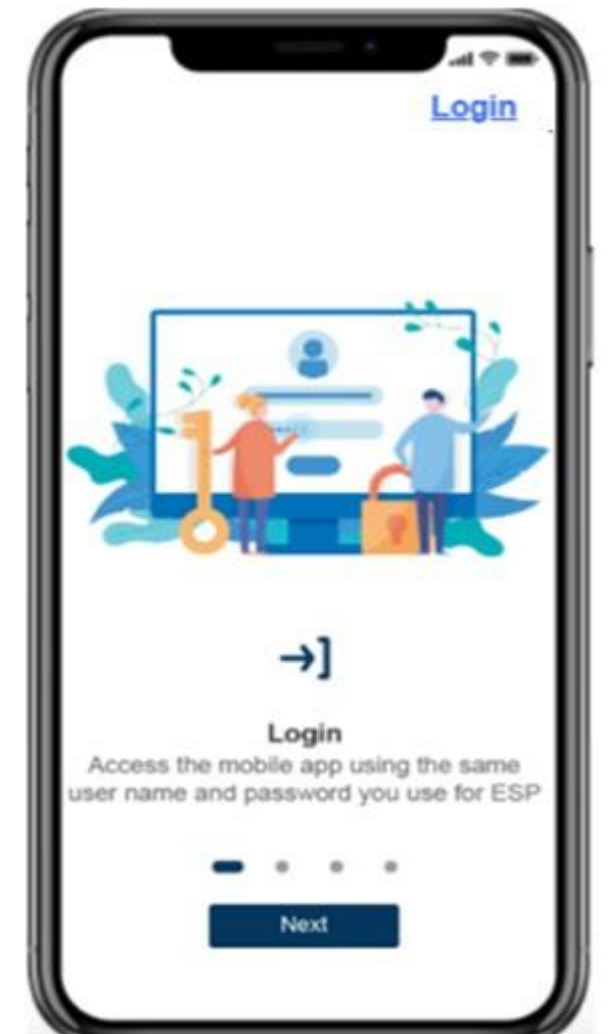 Login
Login
Access the mobile app using the same
user name and password you use for ESP
Next